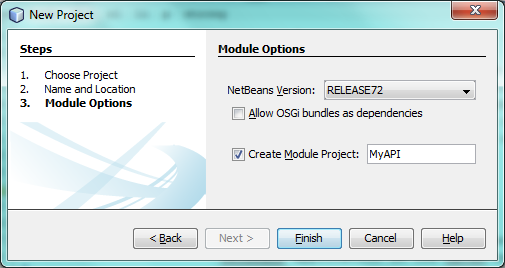 New Project
Steps
1. Choose Project
2. Name and Location
3. Module Options
Module Options
NetBeans Version: RELEASE72
Allow OSGi bundles as dependencies
Create Module Project: MyAPI
< Back Next > Finish Cancel Help